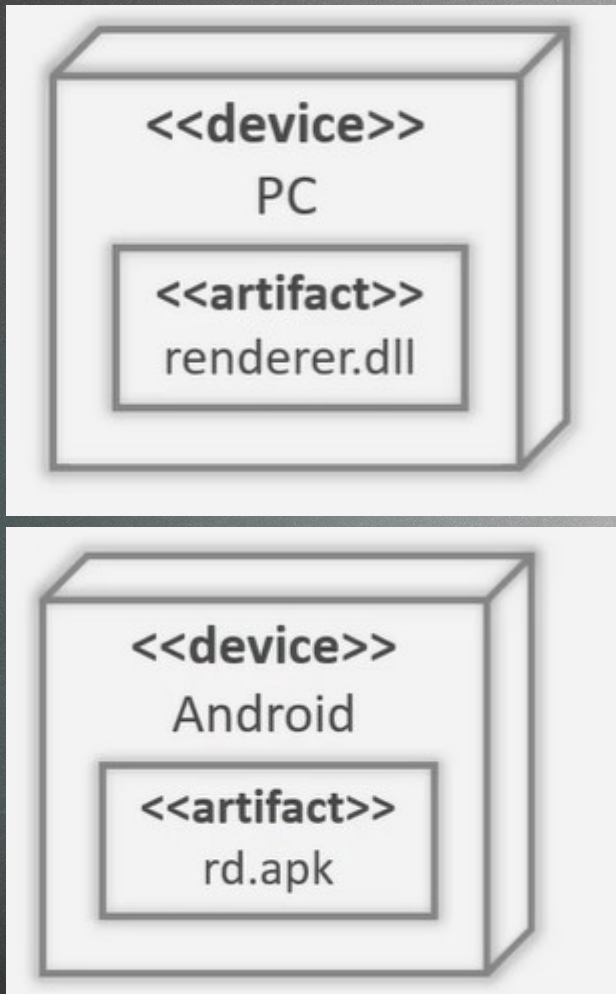 <<device>>
PC
<<artifact>>
renderer.dll
<<device>>
Android
<<artifact>>
rd.apk